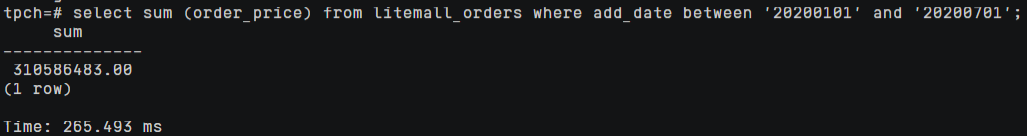 tpch=# select sum (order_price) from litemall_orders where add_date between '20200101' and '20200701';
sum
--------------
310586483.00
(1 row)
Time: 265.493 ms